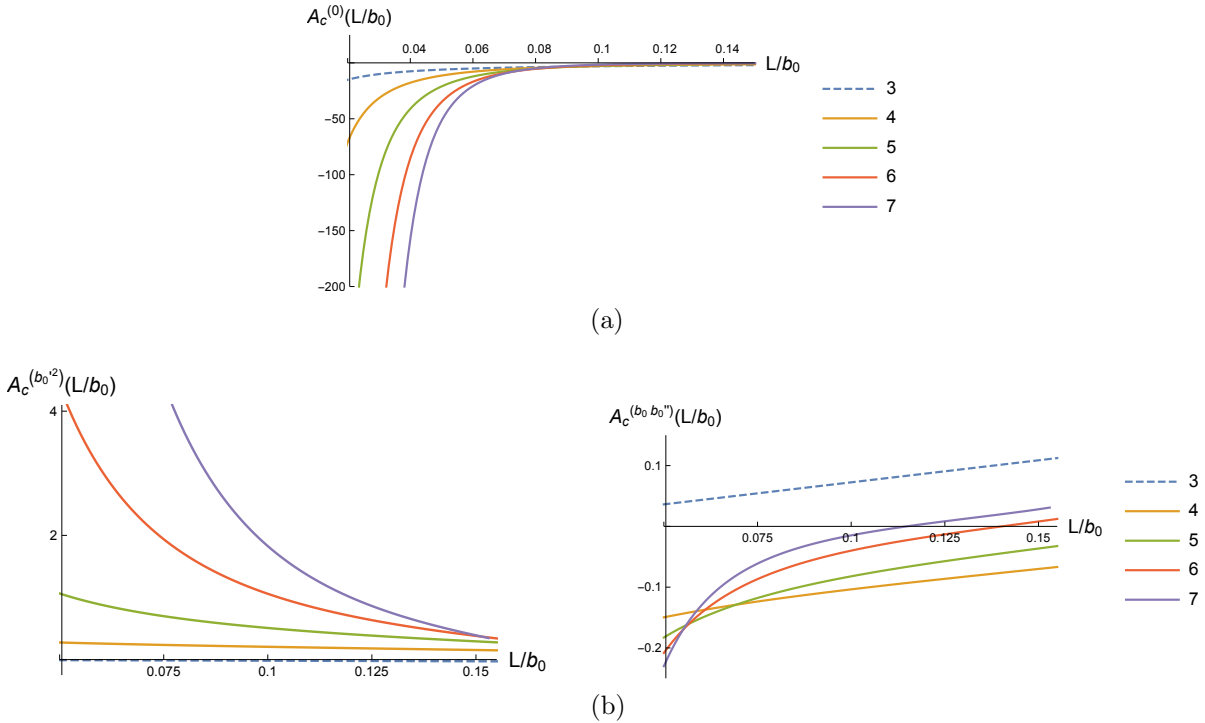 A_c^(0)(L/b_0)
0.04 0.06 0.08 0.1 0.12 0.14
L/b_0
−50
−100
−150
−200
3
4
5
6
7
(a)
A_c^(b_0'^2)(L/b_0)
4
2
0.075 0.1 0.125 0.15
L/b_0
A_c^(b_0 b_0'')(L/b_0)
0.1
−0.1
−0.2
0.075 0.1 0.125 0.15
L/b_0
3
4
5
6
7
(b)